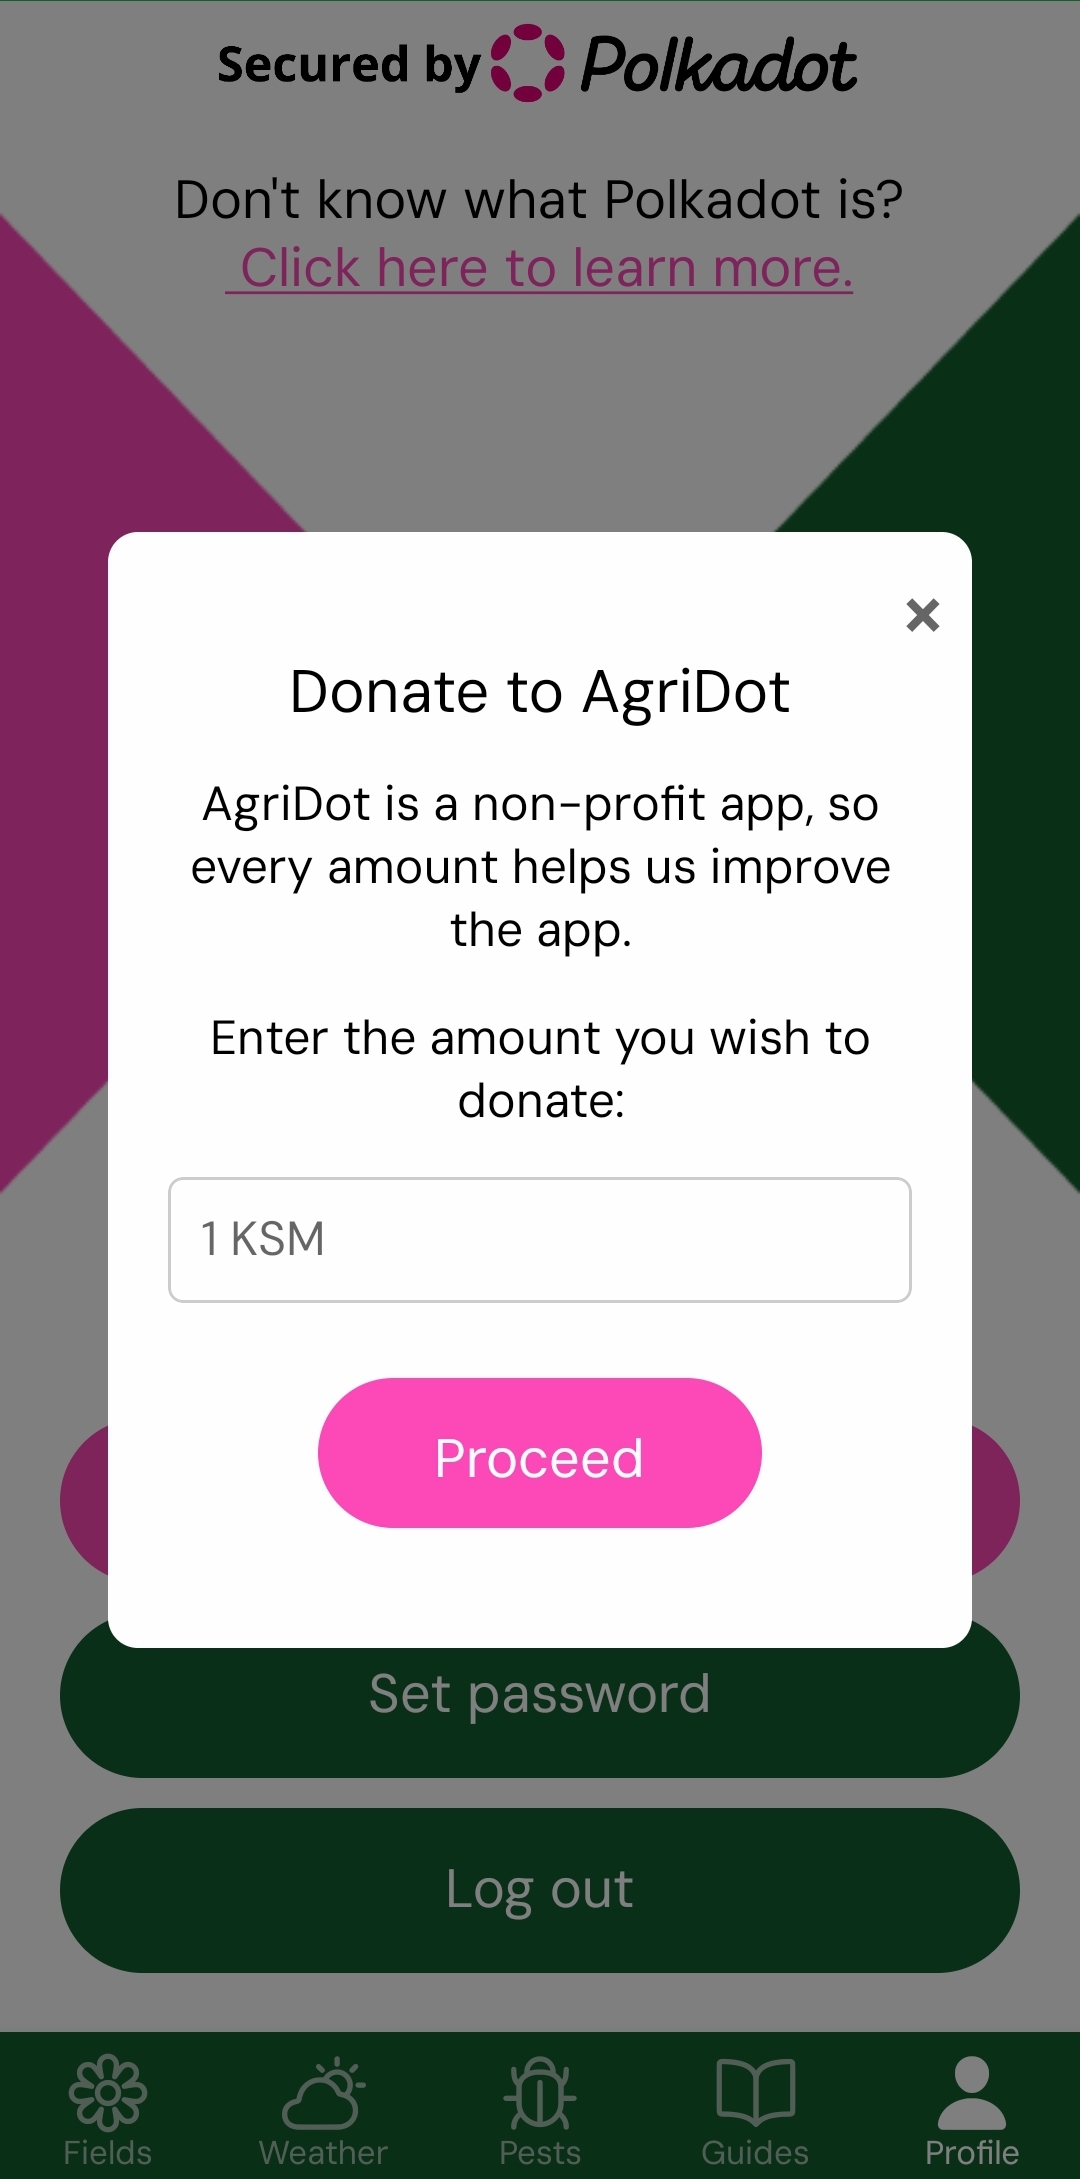 Secured by Polkadot
Don't know what Polkadot is?
Click here to learn more.
Donate to AgriDot
AgriDot is a non-profit app, so
every amount helps us improve
the app.
Enter the amount you wish to
donate:
1 KSM
Proceed
Set password
Log out
Fields Weather Pests Guides Profile